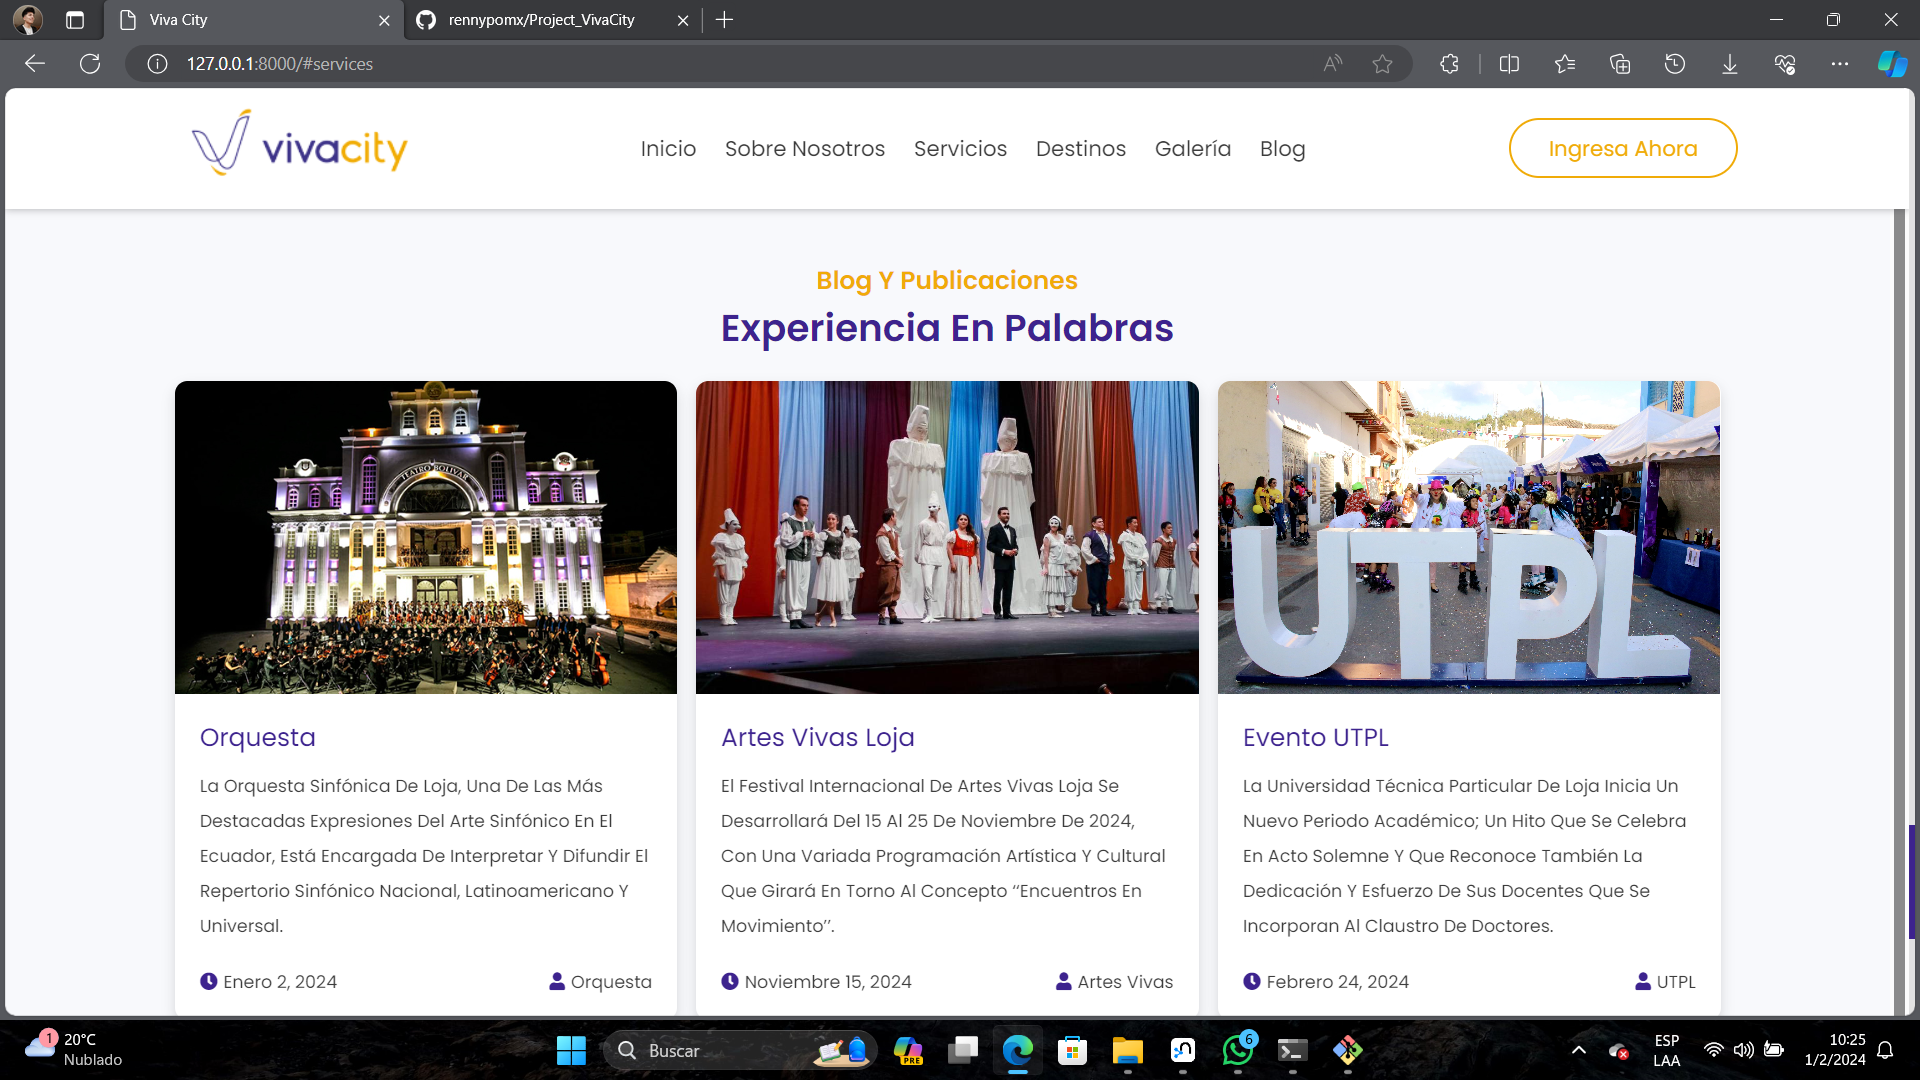 Viva City
rennypomx/Project_VivaCity
127.0.0.1:8000/#services
vivacity
Inicio
Sobre Nosotros
Servicios
Destinos
Galería
Blog
Ingresa Ahora
Blog Y Publicaciones
Experiencia En Palabras
TEATRO BOLIVAR
UTPL
Orquesta
La Orquesta Sinfónica De Loja, Una De Las Más
Destacadas Expresiones Del Arte Sinfónico En El
Ecuador, Está Encargada De Interpretar Y Difundir El
Repertorio Sinfónico Nacional, Latinoamericano Y
Universal.
Enero 2, 2024
Orquesta
Artes Vivas Loja
El Festival Internacional De Artes Vivas Loja Se
Desarrollará Del 15 Al 25 De Noviembre De 2024,
Con Una Variada Programación Artística Y Cultural
Que Girará En Torno Al Concepto “Encuentros En
Movimiento”.
Noviembre 15, 2024
Artes Vivas
Evento UTPL
La Universidad Técnica Particular De Loja Inicia Un
Nuevo Periodo Académico; Un Hito Que Se Celebra
En Acto Solemne Y Que Reconoce También La
Dedicación Y Esfuerzo De Sus Docentes Que Se
Incorporan Al Claustro De Doctores.
Febrero 24, 2024
UTPL
1
20°C
Nublado
Buscar
PRE
6
ESP
LAA
10:25
1/2/2024